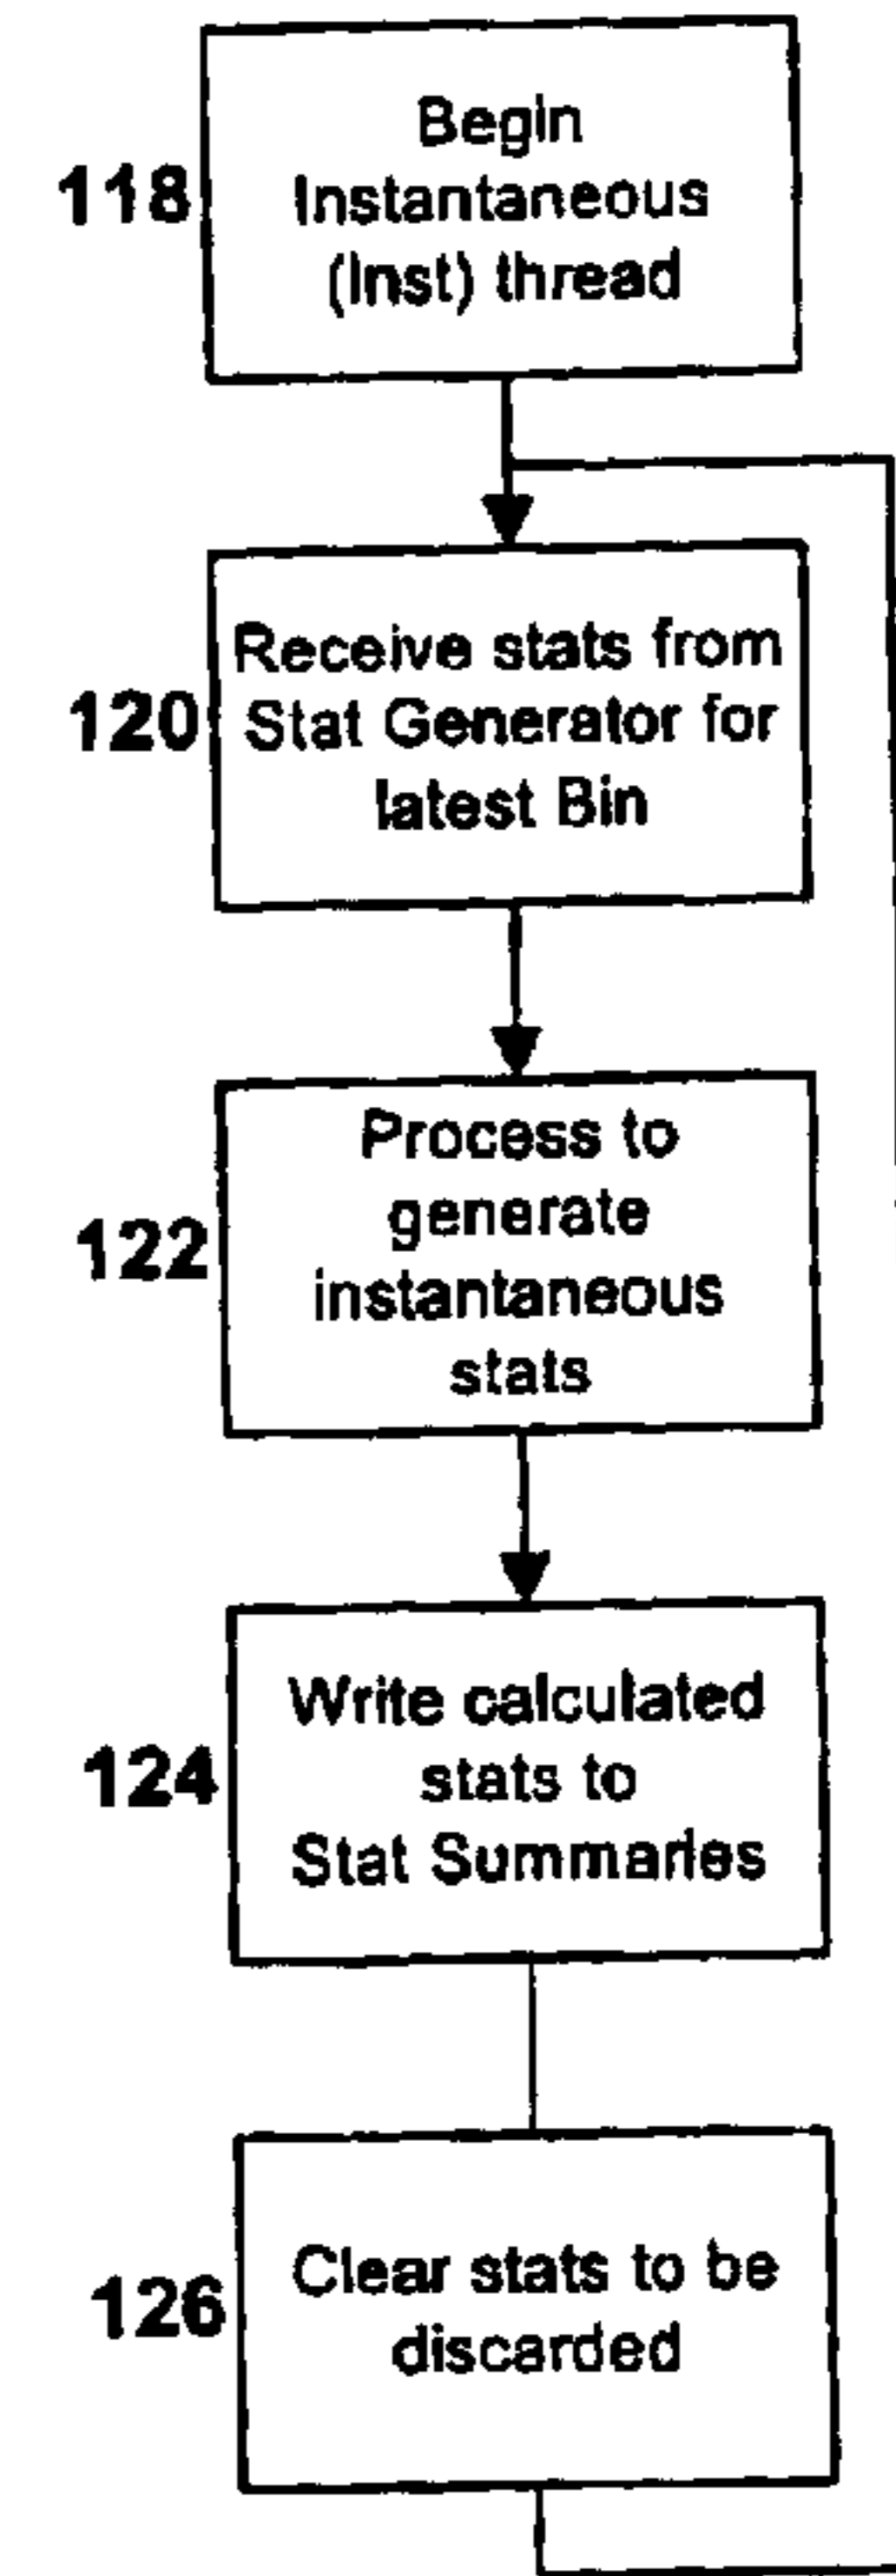 Begin
118
Instantaneous
(Inst) thread
Receive stats from
120
Stat Generator for
latest Bin
Process to
generate
122
instantaneous
stats
Write calculated
124
stats to
Stat Summaries
126
Clear stats to be
discarded